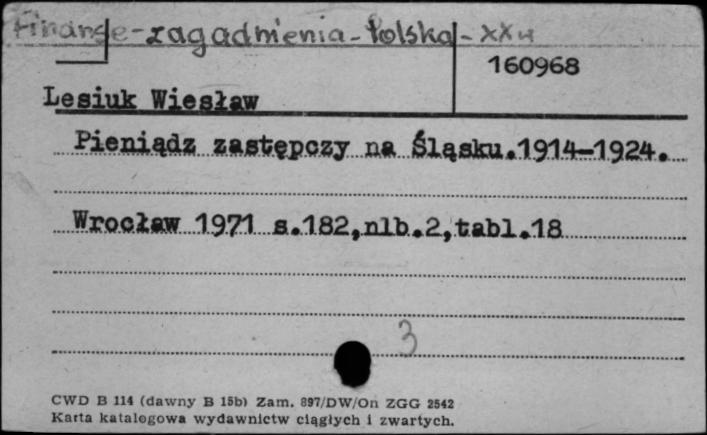 Finanse-zagadnienia-Polska-XX w
160968
Lesiuk Wiesław
Pieniądz zastępczy na Śląsku.1914-1924.
Wrocław 1971 s.182,nlb.2,tabl.18
3
CWD B 114 (dawny B 15b) Zam. 897/DW/On ZGG 2542
Karta katalogowa wydawnictw ciągłych i zwartych.